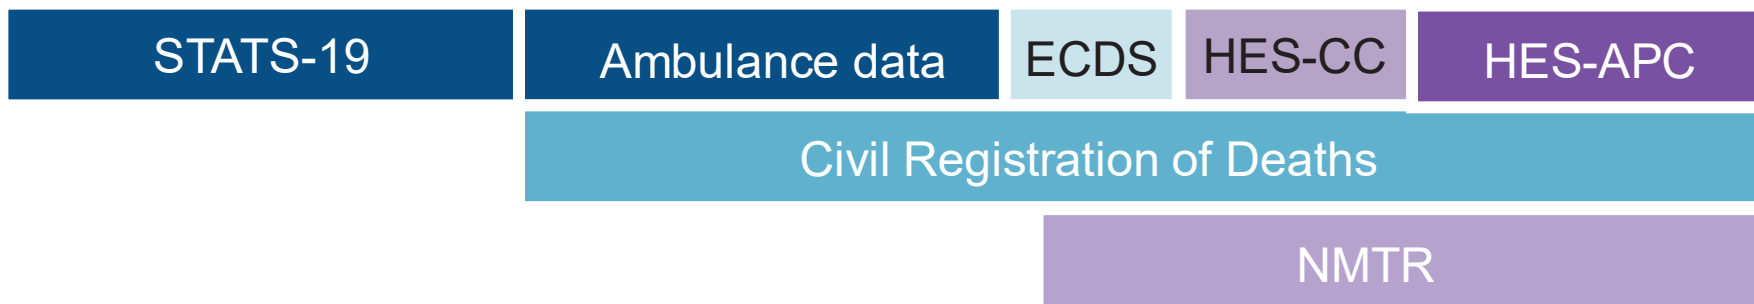 STATS-19
Ambulance data
ECDS
HES-CC
HES-APC
Civil Registration of Deaths
NMTR